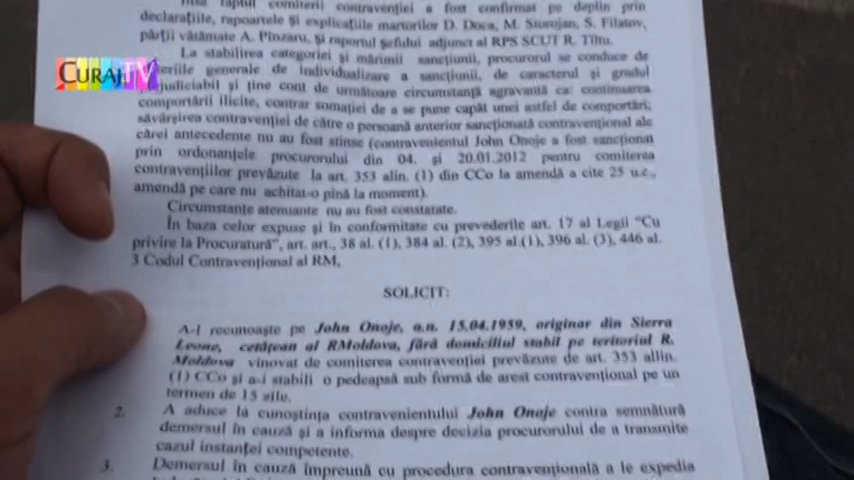 faptul comiterii contravenției a fost confirmat pe deplin prin
declarațiile, rapoartele și explicațiile martorilor D. Doca, M. Storojan, S. Filatov,
părții vătămate A. Pînzaru, și raportul șefului adjunct al RPS SCUT R. Tîltu.
La stabilirea categoriei și mărimii sancțiunii, procurorul se conduce de
CURAJ TV
generale de individualizare a sancțiunii, de caracterul și gradul
prejudiciabil și ține cont de următoare circumstanță agravantă ca: continuarea
comportării ilicite, contrar somației de a se pune capăt unei astfel de comportări;
săvârșirea contravenției de către o persoană anterior sancționată contravențional ale
cărei antecedente nu au fost stinse (contravenientul John Onoje a fost sancționat
prin ordonanțele procurorului din 04. și 20.01.2012 pentru comiterea
contravențiilor prevăzute la art. 353 alin. (1) din CCo la amendă a cîte 25 u.c.,
amendă pe care nu achitat-o pînă la moment).
Circumstanțe atenuante nu au fost constatate.
În baza celor expuse și în conformitate cu prevederile art. 17 al Legii "Cu
privire la Procuratură", art. art., 38 al. (1), 384 al. (2), 395 al.(1), 396 al. (3), 446 al.
3 Codul Contravențional al RM,
SOLICIT:
A-l recunoaște pe John Onoje, a.n. 15.04.1959, originar din Sierra
Leone, cetățean al RMoldova, fără domiciliul stabil pe teritoriul R.
Moldova vinovat de comiterea contravenției prevăzute de art. 353 allin.
(1) CCo și a-i stabili o pedeapsă sub formă de arest contravențional pe un
termen de 15 zile.
2. A aduce la cunoștința contravenientului John Onoje contra semnătură
demersul în cauză și a informa despre decizia procurorului de a transmite
cazul instanței competente.
3. Demersul în cauză împreună cu procedura contravențională a le expedia